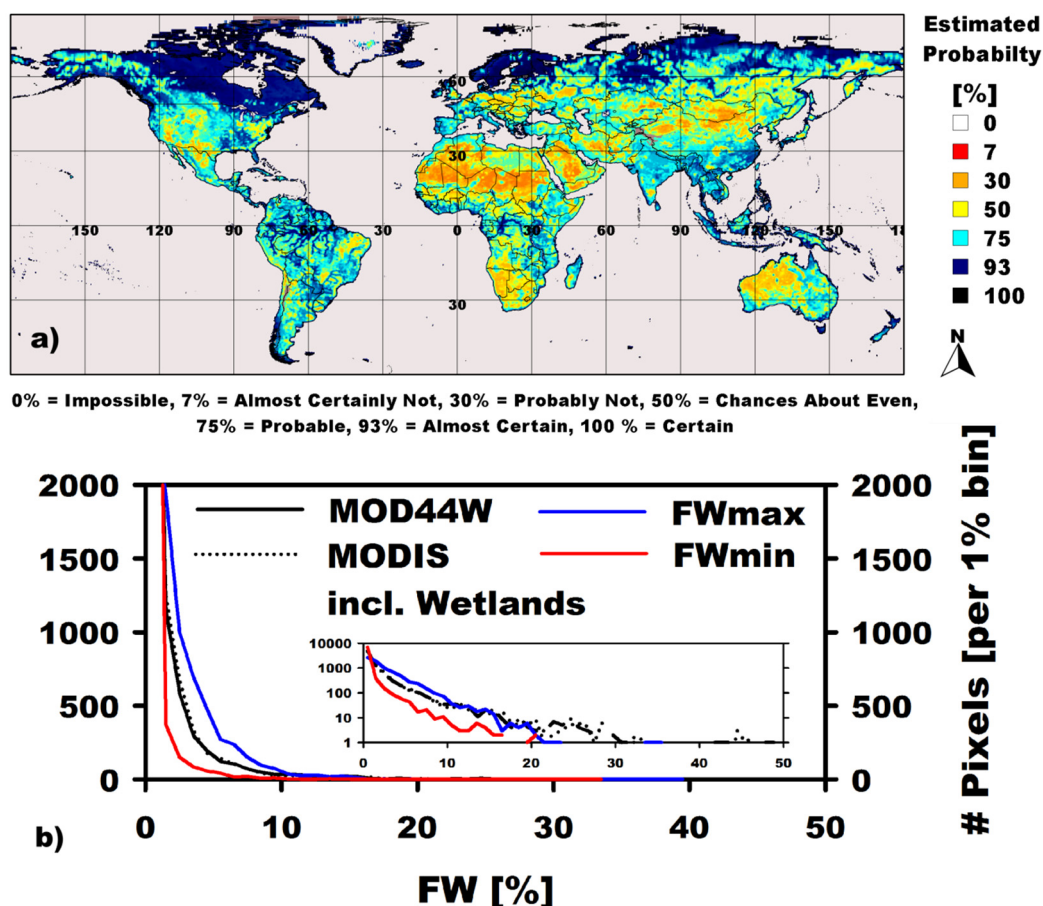 Estimated
Probabilty
[%]
0
7
30
50
75
93
100
N
60
30
150 120 90 60 0 30 60 90 120 150 18
30
a)
0% = Impossible, 7% = Almost Certainly Not, 30% = Probably Not, 50% = Chances About Even,
75% = Probable, 93% = Almost Certain, 100 % = Certain
2000
1500
1000
500
0
MOD44W
MODIS
incl. Wetlands
FWmax
FWmin
10000
1000
100
10
1
0 10 20 30 40 50
2000
1500
1000
500
0
# Pixels [per 1% bin]
0 10 20 30 40 50
b)
FW [%]